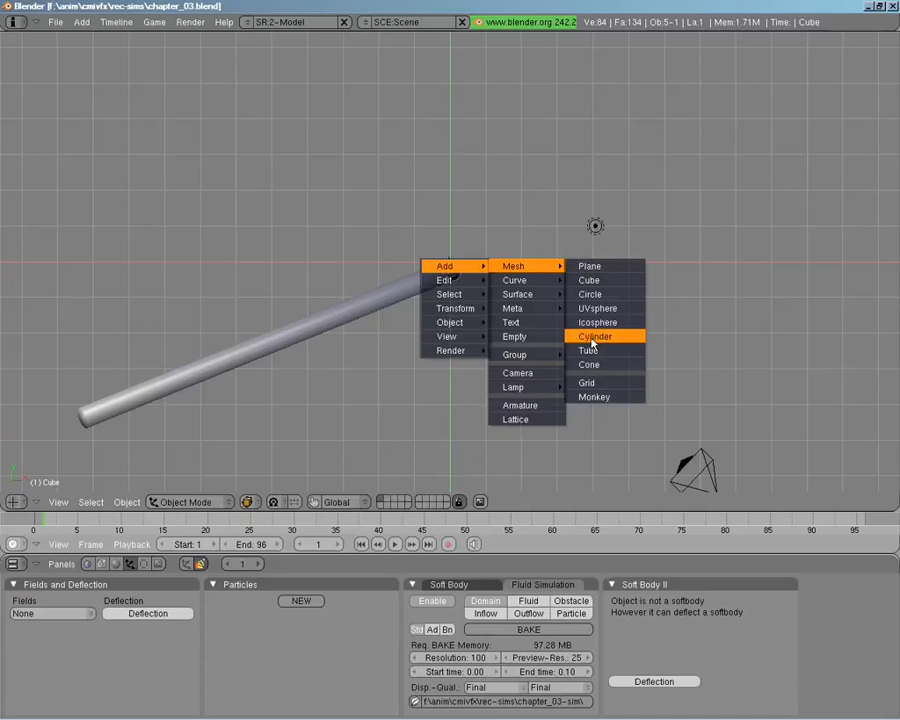 Blender [f:\anim\cmivfx\rec-sims\chapter_03.blend]
File Add Timeline Game Render Help SR:2-Model SCE:Scene www.blender.org 242.2 Ve:84 | Fa:134 | Ob:5-1 | La:1 | Mem:1.71M | Time: | Cube
Add Mesh Plane
Edit Curve Cube
Select Surface Circle
Transform Meta UVsphere
Object Text Icosphere
View Empty Cylinder
Render Group Tube
Camera Cone
Lamp Grid
Armature Monkey
Lattice
(1) Cube
View Select Object Object Mode Global
0 5 10 15 20 25 30 35 40 45 50 55 60 65 70 75 80 85 90 95
View Frame Playback Start: 1 End: 96 1
Panels 1
Fields and Deflection Particles Soft Body Fluid Simulation Soft Body II
Fields Deflection NEW Enable Domain Fluid Obstacle Object is not a softbody
None Deflection Inflow Outflow Particle However it can deflect a softbody
Std Ad Bn BAKE
Req. BAKE Memory: 97.28 MB
Resolution: 100 Preview-Res.: 25
Start time: 0.00 End time: 0.10
Disp.-Qual.: Final Final Deflection
f:\anim\cmivfx\rec-sims\chapter_03-sim\